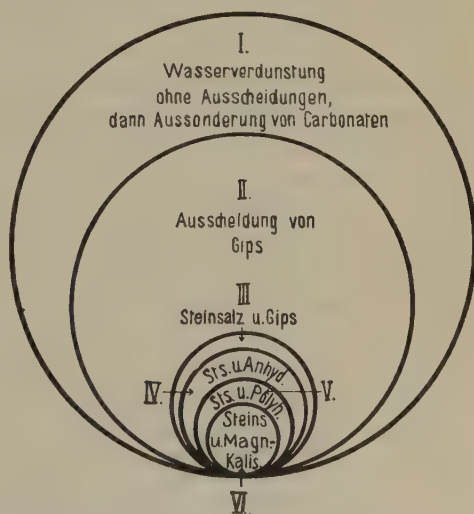 I.
Wasserverdunstung
ohne Ausscheidungen,
dann Aussonderung von Carbonaten
II.
Ausscheidung von
Gips
III
Steinsalz u. Gips
Sts. u. Anhyd.
IV.
Sts. u. Polyh.
V.
Steins
u. Magn.-
Kalis.
VI.